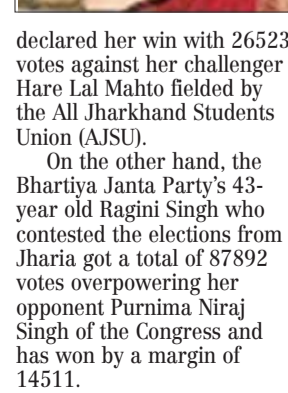 declared her win with 26523
votes against her challenger
Hare Lal Mahto fielded by
the All Jharkhand Students
Union (AJSU).
On the other hand, the
Bhartiya Janta Party's 43-
year old Ragini Singh who
contested the elections from
Jharia got a total of 87892
votes overpowering her
opponent Purnima Niraj
Singh of the Congress and
has won by a margin of
14511.